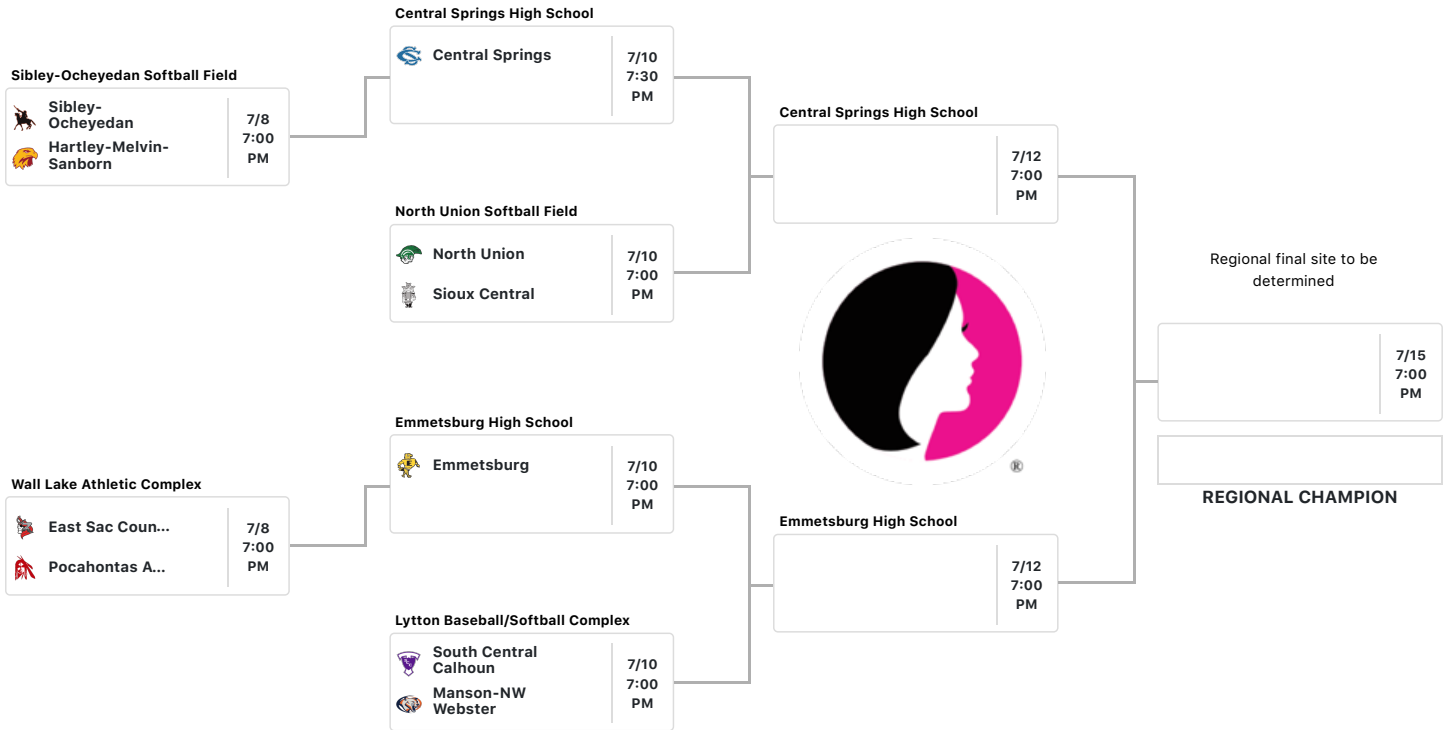 Central Springs High School
Central Springs
7/10
7:30
PM
Sibley-Ocheyedan Softball Field
Sibley-
Ocheyedan
Hartley-Melvin-
Sanborn
7/8
7:00
PM
Central Springs High School
7/12
7:00
PM
North Union Softball Field
North Union
Sioux Central
7/10
7:00
PM
Regional final site to be
determined
7/15
7:00
PM
REGIONAL CHAMPION
®
Emmetsburg High School
Emmetsburg
7/10
7:00
PM
Wall Lake Athletic Complex
East Sac Coun...
Pocahontas A...
7/8
7:00
PM
Emmetsburg High School
7/12
7:00
PM
Lytton Baseball/Softball Complex
South Central
Calhoun
Manson-NW
Webster
7/10
7:00
PM